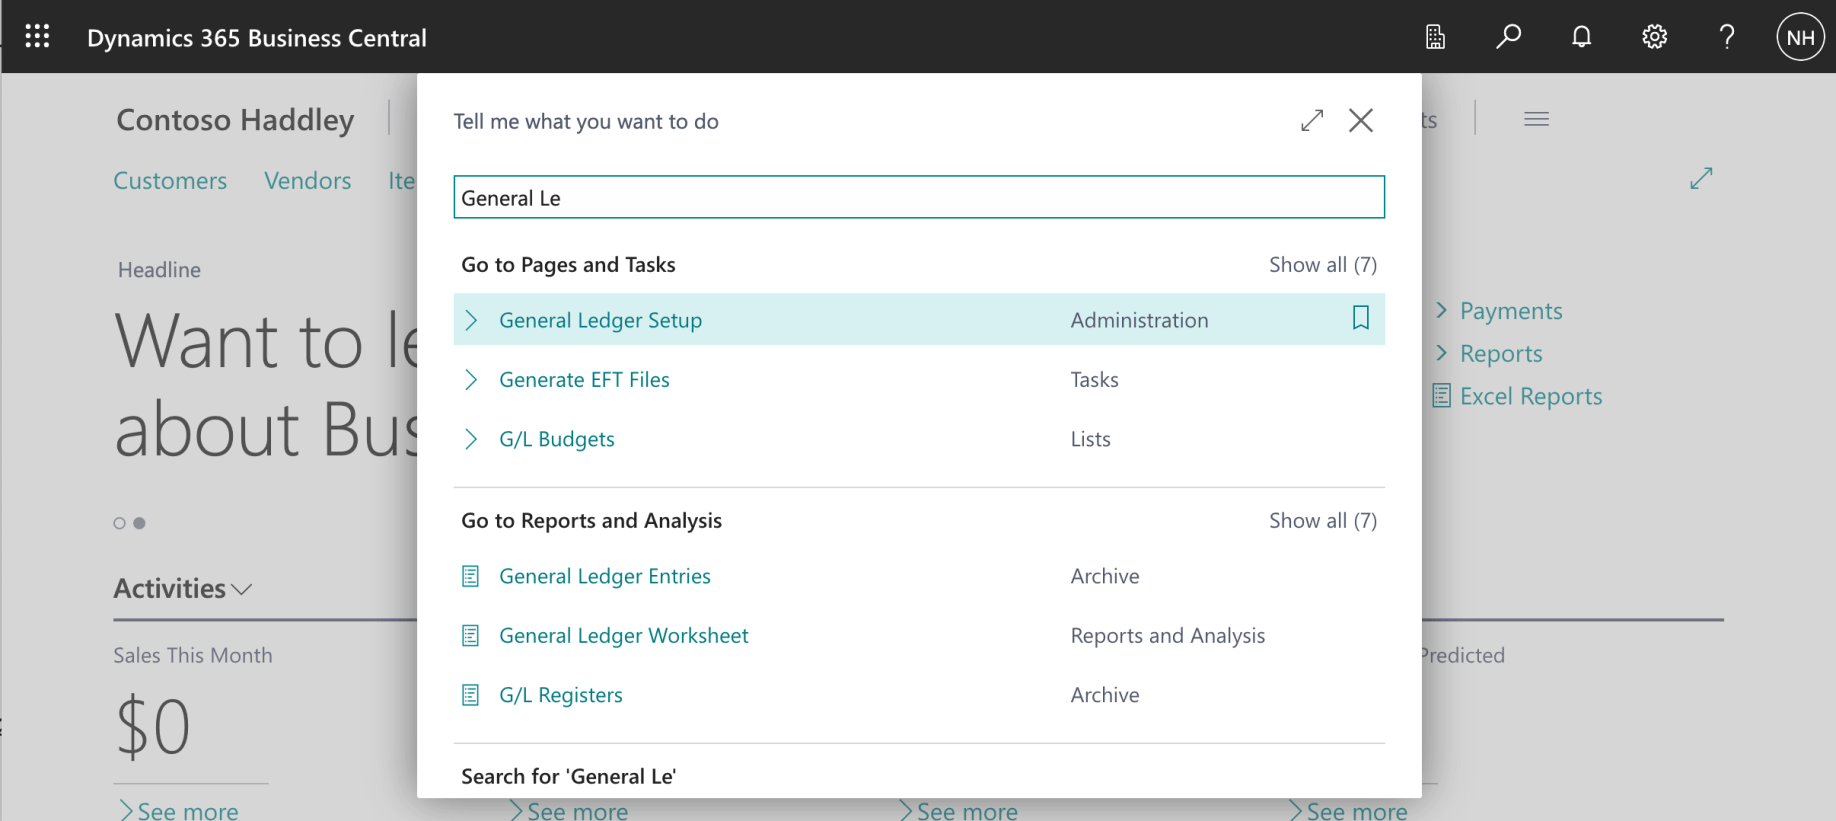 Dynamics 365 Business Central
NH
Contoso Haddley
Customers Vendors Ite
Headline
Want to le
about Bus
Activities
Sales This Month
$0
See more
See more
See more
See more
Tell me what you want to do
General Le
Go to Pages and Tasks Show all (7)
General Ledger Setup Administration
Generate EFT Files Tasks
G/L Budgets Lists
Go to Reports and Analysis Show all (7)
General Ledger Entries Archive
General Ledger Worksheet Reports and Analysis
G/L Registers Archive
Search for 'General Le'
ts
Payments
Reports
Excel Reports
Predicted